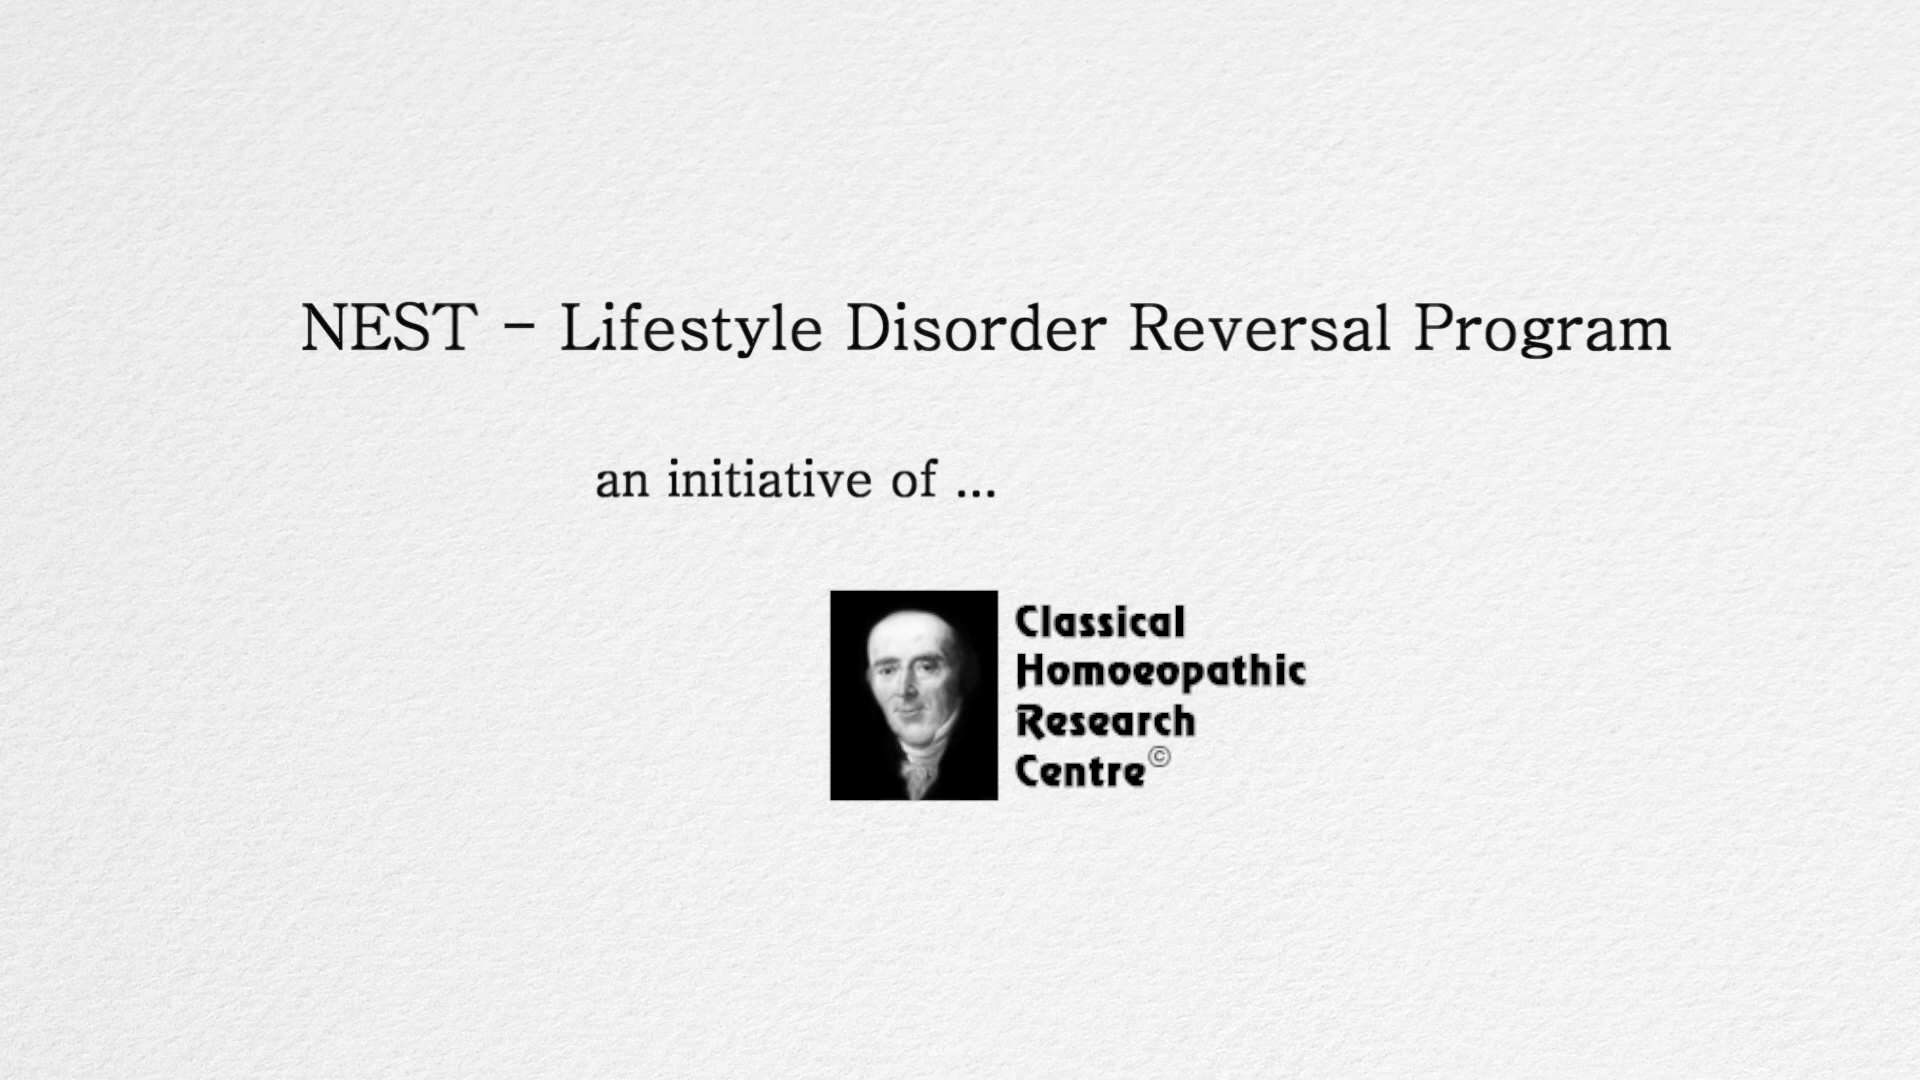 NEST - Lifestyle Disorder Reversal Program
an initiative of ...
Classical
Homoeopathic
Research
Centre©